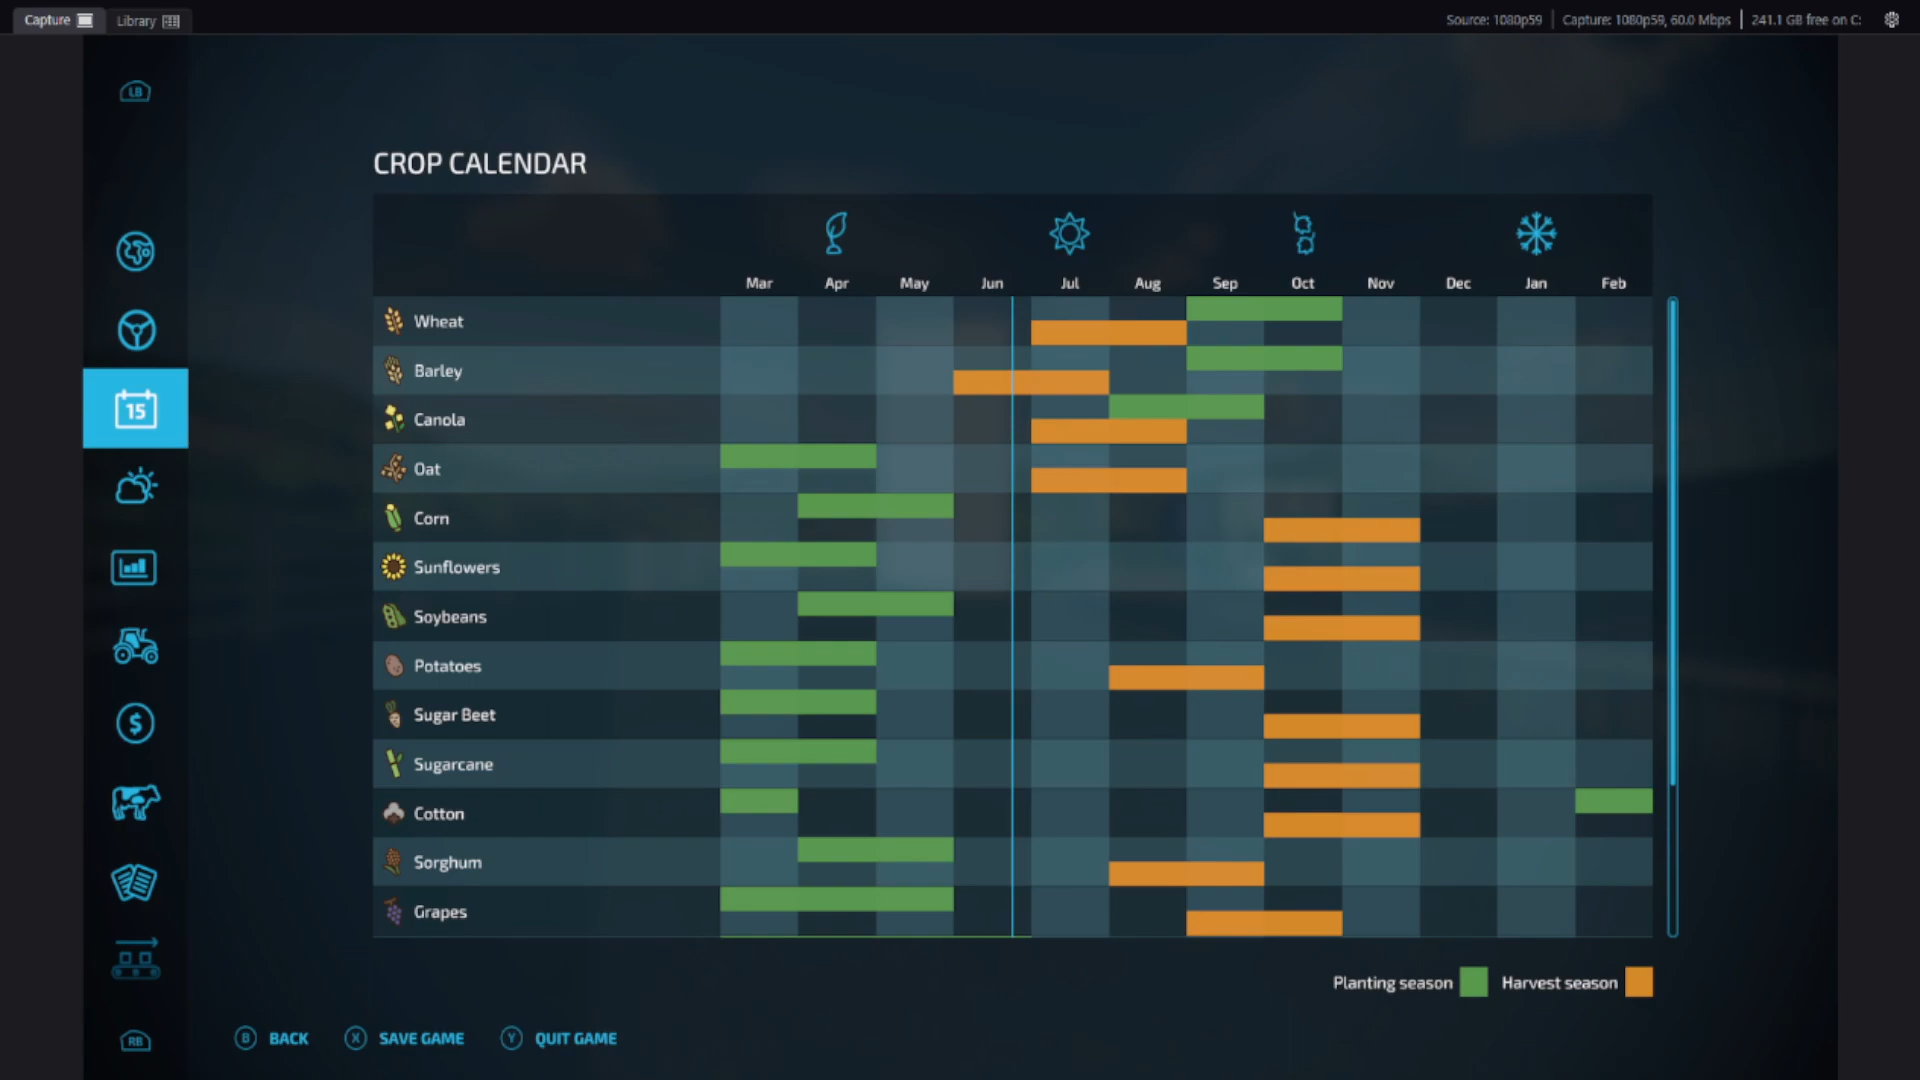 Capture Library Source: 1080p59 Capture: 1080p59, 60.0 Mbps 241.1 GB free on C:
LB
CROP CALENDAR
Mar Apr May Jun Jul Aug Sep Oct Nov Dec Jan Feb
Wheat
Barley
15
Canola
Oat
Corn
Sunflowers
Soybeans
Potatoes
Sugar Beet
$
Sugarcane
Cotton
Sorghum
Grapes
Planting season Harvest season
RB
B BACK X SAVE GAME Y QUIT GAME